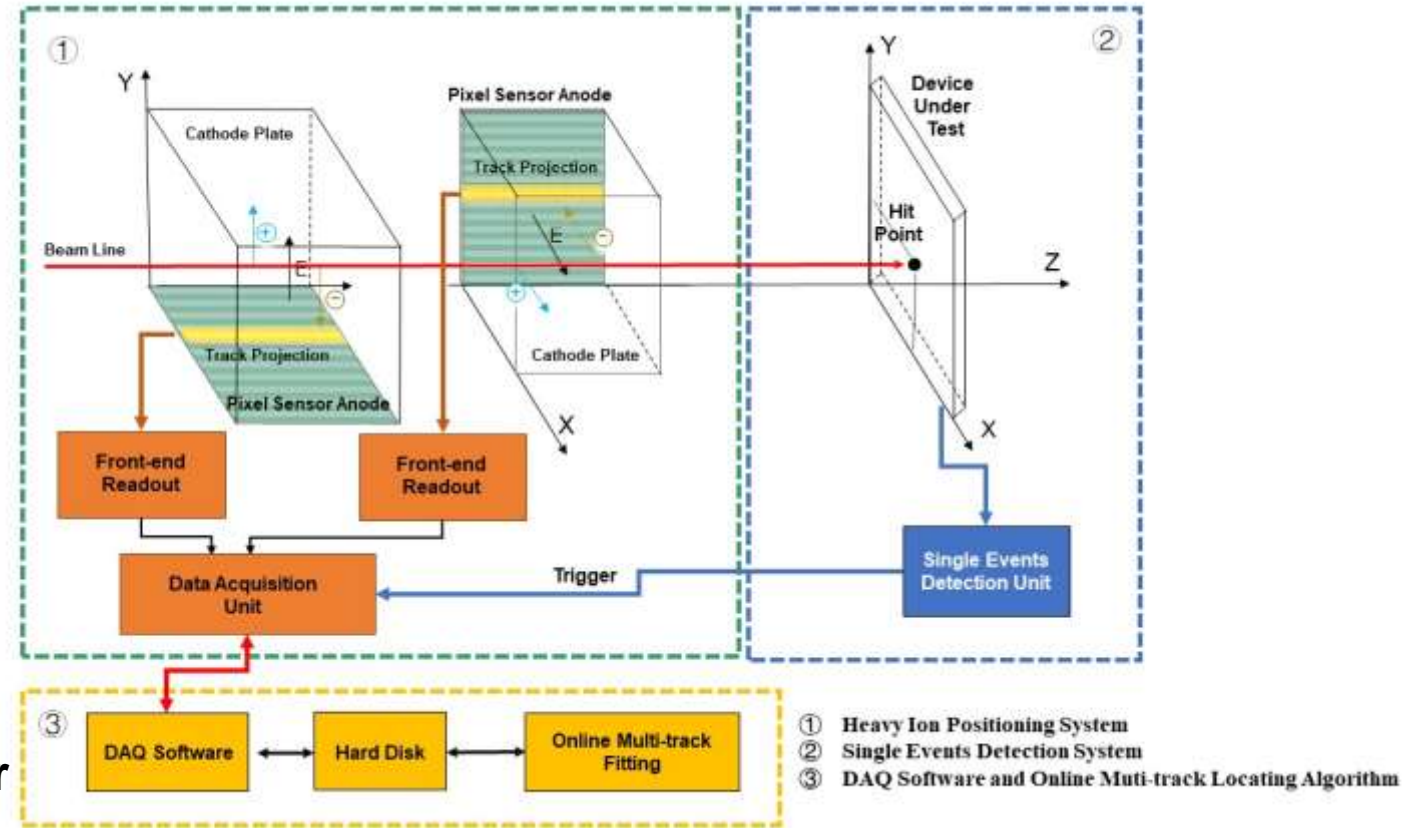 ①
Y
Cathode Plate
+
E
−
Beam Line
Track Projection
Pixel Sensor Anode
Pixel Sensor Anode
Track Projection
E
−
+
Cathode Plate
X
Front-end
Readout
Front-end
Readout
Data Acquisition
Unit
Trigger
②
Y
Device
Under
Test
Hit
Point
Z
X
Single Events
Detection Unit
③
DAQ Software
Hard Disk
Online Multi-track
Fitting
r
① Heavy Ion Positioning System
② Single Events Detection System
③ DAQ Software and Online Muti-track Locating Algorithm